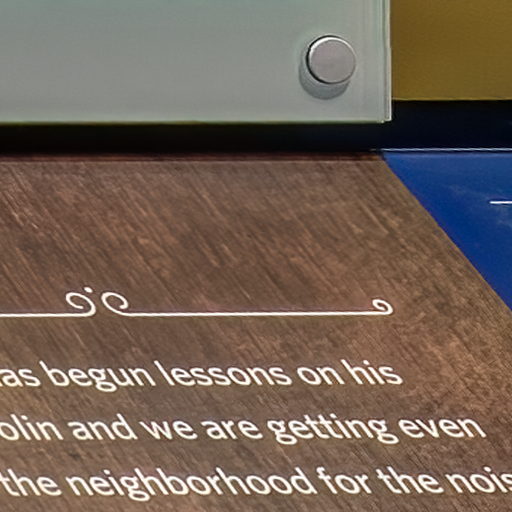 as begun lessons on his
olin and we are getting even
the neighborhood for the nois